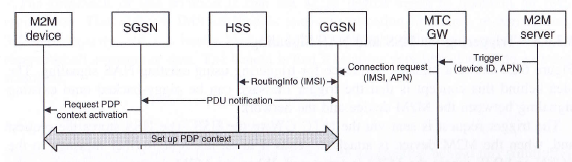 M2M
device
SGSN
HSS
GGSN
MTC
GW
M2M
server
Trigger
(device ID, APN)
Connection request
(IMSI, APN)
RoutingInfo (IMSI)
PDU notification
Request PDP
context activation
Set up PDP context